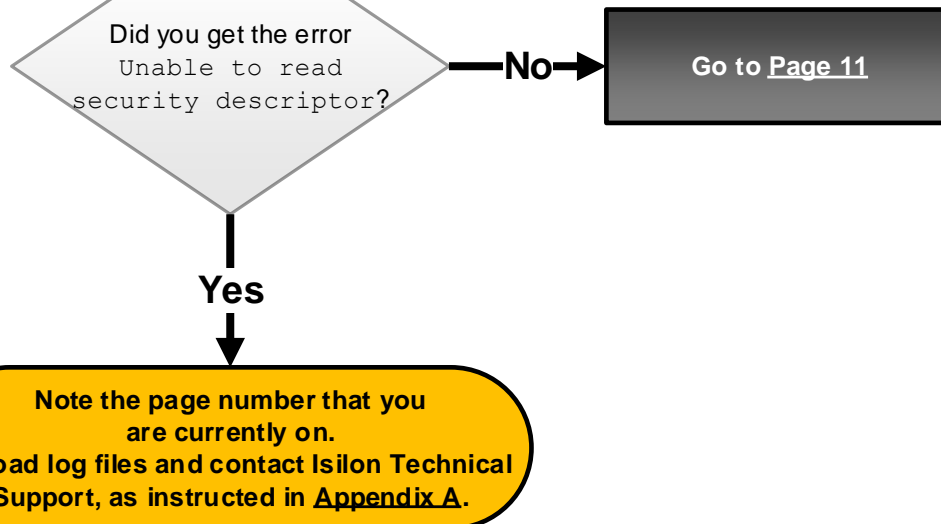 Did you get the error
Unable to read
security descriptor?
No
Go to Page 11
Yes
Note the page number that you
are currently on.
log files and contact Isilon Technical
Support, as instructed in Appendix A.